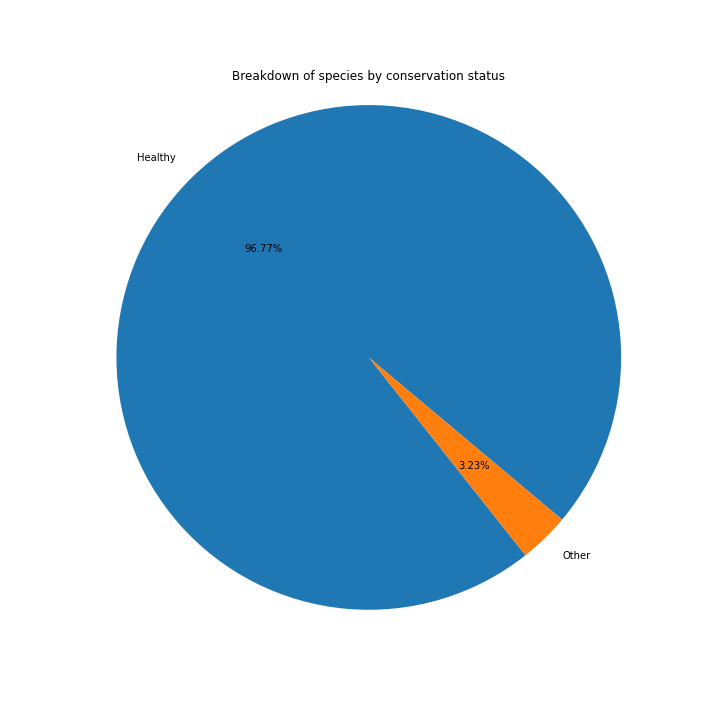 Breakdown of species by conservation status
Healthy
96.77%
3.23%
Other